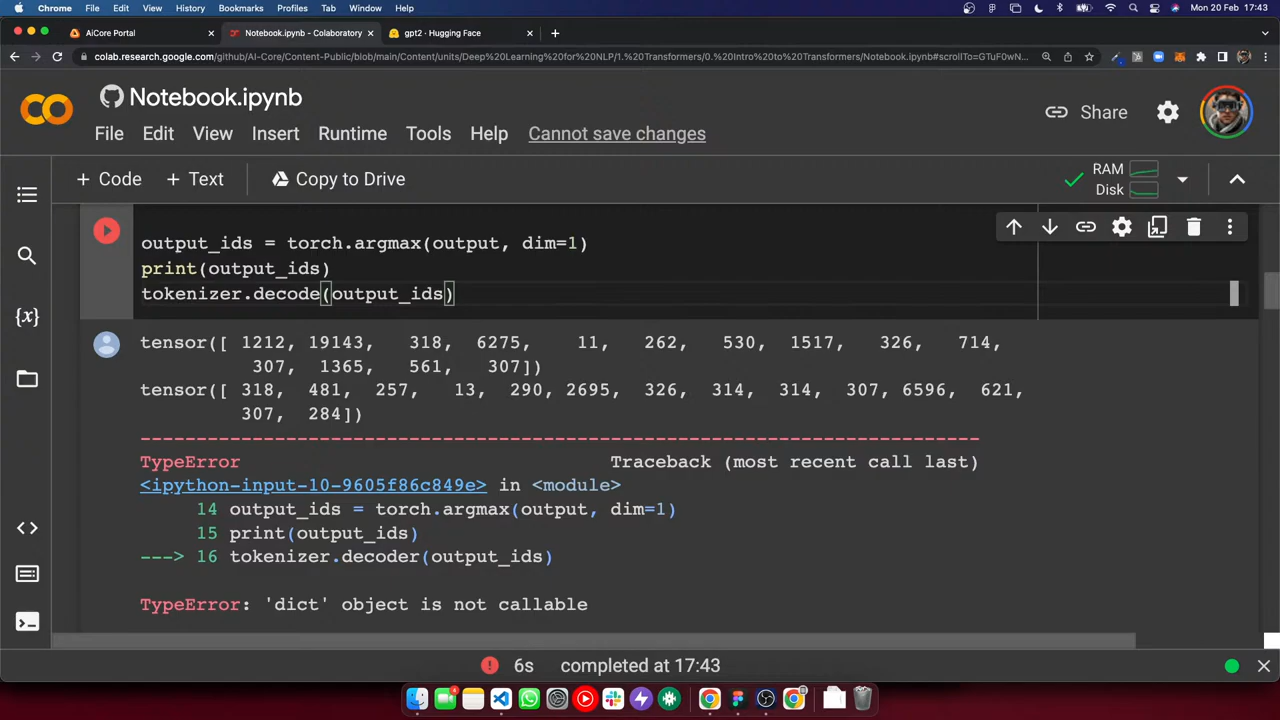 Chrome File Edit View History Bookmarks Profiles Tab Window Help Mon 20 Feb 17:43
AiCore Portal Notebook.ipynb - Colaboratory gpt2 · Hugging Face
colab.research.google.com/github/AI-Core/Content-Public/blob/main/Content/units/Deep%20Learning%20for%20NLP/1.%20Transformers/0.%20Intro%20to%20Transformers/Notebook.ipynb#scrollTo=GTuF0wN...
Notebook.ipynb
Share
File Edit View Insert Runtime Tools Help Cannot save changes
+ Code + Text Copy to Drive
RAM
Disk
output_ids = torch.argmax(output, dim=1)
print(output_ids)
tokenizer.decode(output_ids)
tensor([ 1212, 19143, 318, 6275, 11, 262, 530, 1517, 326, 714,
307, 1365, 561, 307])
tensor([ 318, 481, 257, 13, 290, 2695, 326, 314, 314, 307, 6596, 621,
307, 284])
---------------------------------------------------------------------------
TypeError Traceback (most recent call last)
<ipython-input-10-9605f86c849e> in <module>
14 output_ids = torch.argmax(output, dim=1)
15 print(output_ids)
---> 16 tokenizer.decoder(output_ids)
TypeError: 'dict' object is not callable
6s completed at 17:43